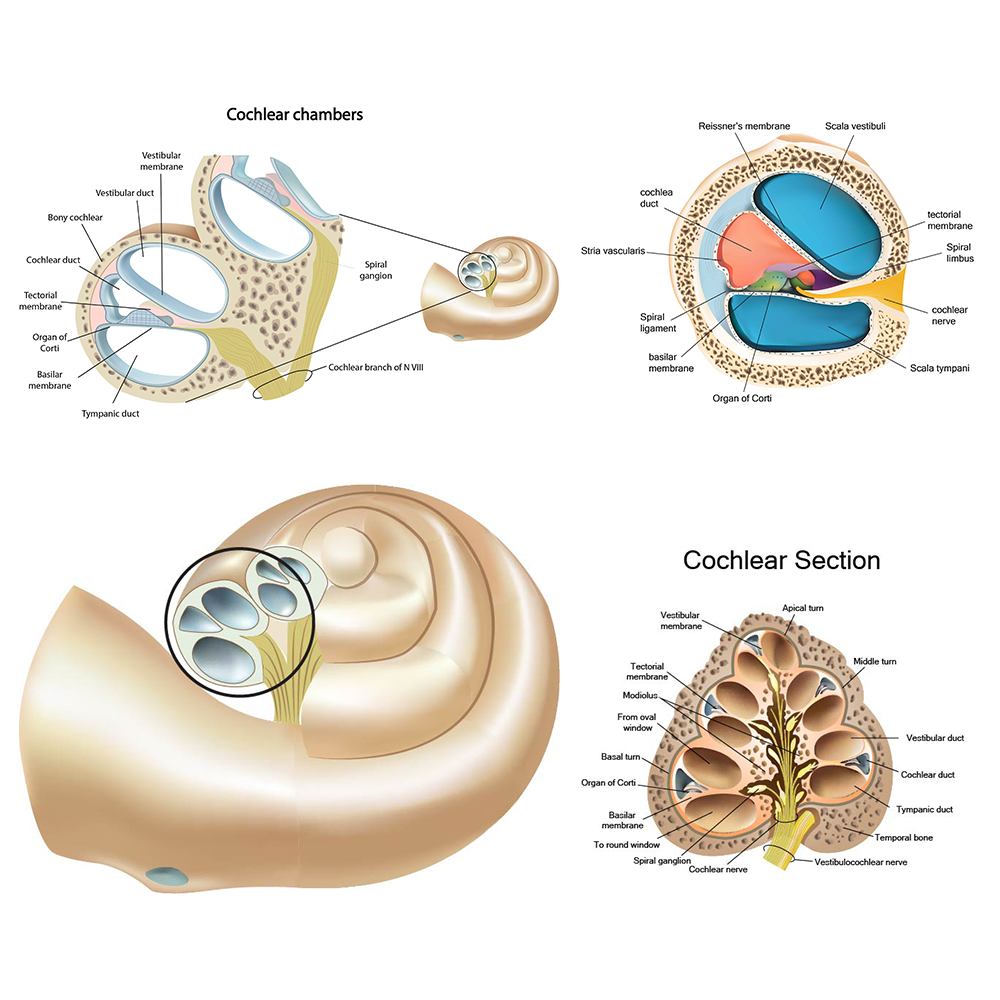 Cochlear chambers
Vestibular
membrane
Vestibular duct
Bony cochlear
Cochlear duct
Tectorial
membrane
Organ of
Corti
Basilar
membrane
Tympanic duct
Spiral
gangion
Cochlear branch of N VIII
Reissner's membrane
Scala vestibuli
cochlea
duct
tectorial
membrane
Stria vascularis
Spiral
limbus
Spiral
ligament
cochlear
nerve
basilar
membrane
Scala tympani
Organ of Corti
Cochlear Section
Apical turn
Vestibular
membrane
Middle turn
Tectorial
membrane
Modiolus
From oval
window
Vestibular duct
Basal turn
Cochlear duct
Organ of Corti
Tympanic duct
Basilar
membrane
Temporal bone
To round window
Spiral ganglion
Cochlear nerve
Vestibulocochlear nerve